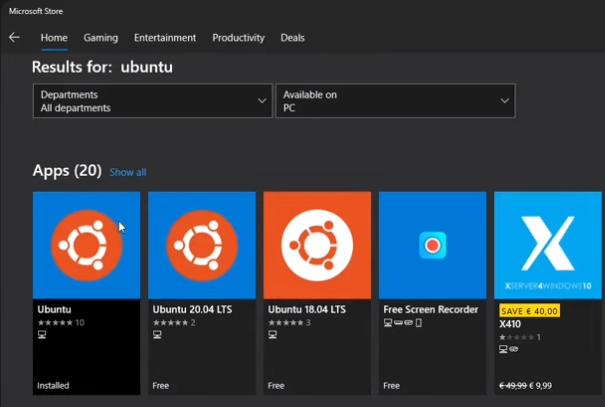 Microsoft Store
Home Gaming Entertainment Productivity Deals
Results for: ubuntu
Departments
All departments
Available on
PC
Apps (20) Show all
XSERVER4WINDOWS10
Ubuntu
10
Installed
Ubuntu 20.04 LTS
2
Free
Ubuntu 18.04 LTS
3
Free
Free Screen Recorder
Free
SAVE € 40,00
X410
1
€ 49,99 € 9,99